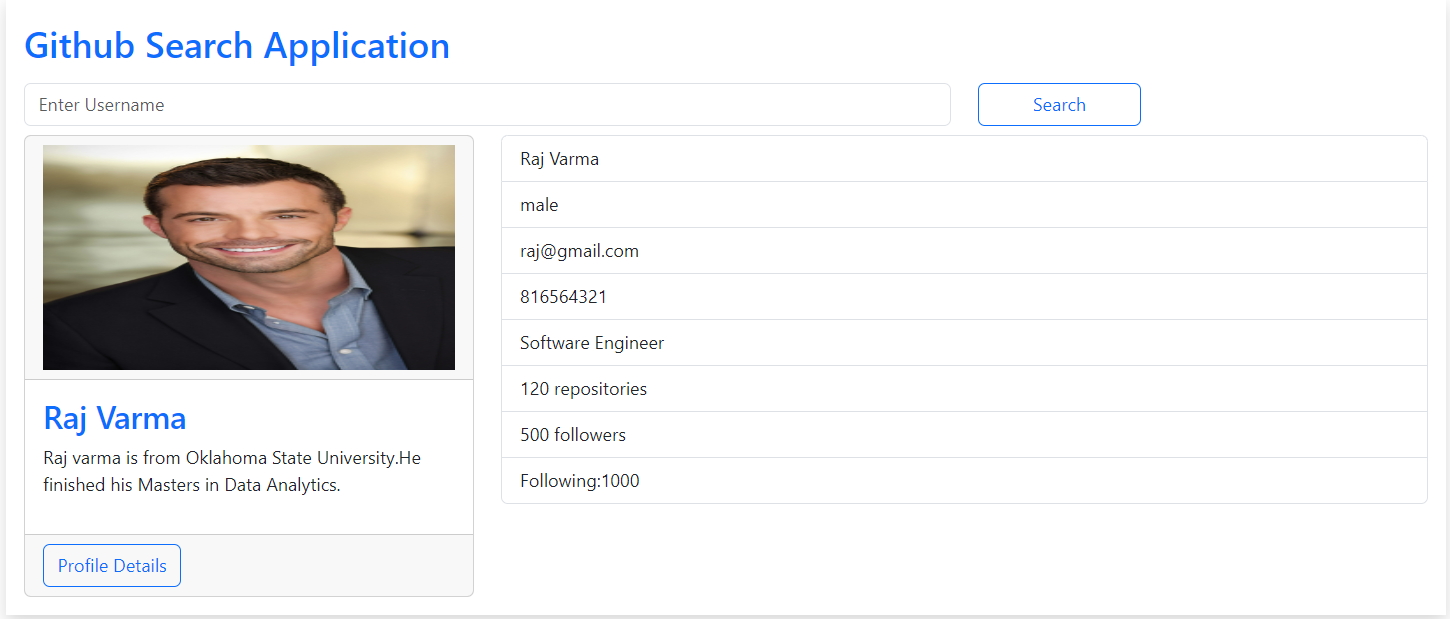 Github Search Application
Enter Username
Search
Raj Varma
Raj varma is from Oklahoma State University.He
finished his Masters in Data Analytics.
Profile Details
Raj Varma
male
raj@gmail.com
816564321
Software Engineer
120 repositories
500 followers
Following:1000